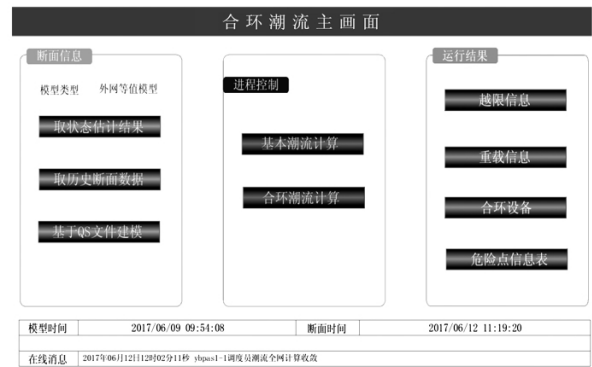 合环潮流主画面
断面信息
模型类型 外网等值模型
取状态估计结果
取历史断面数据
基于QS文件建模
进程控制
基本潮流计算
合环潮流计算
运行结果
越限信息
重载信息
合环设备
危险点信息表
模型时间 2017/06/09 09:54:08 断面时间 2017/06/12 11:19:20
在线消息 2017年06月12日12时02分11秒 ybpas1-1调度员潮流全网计算收敛